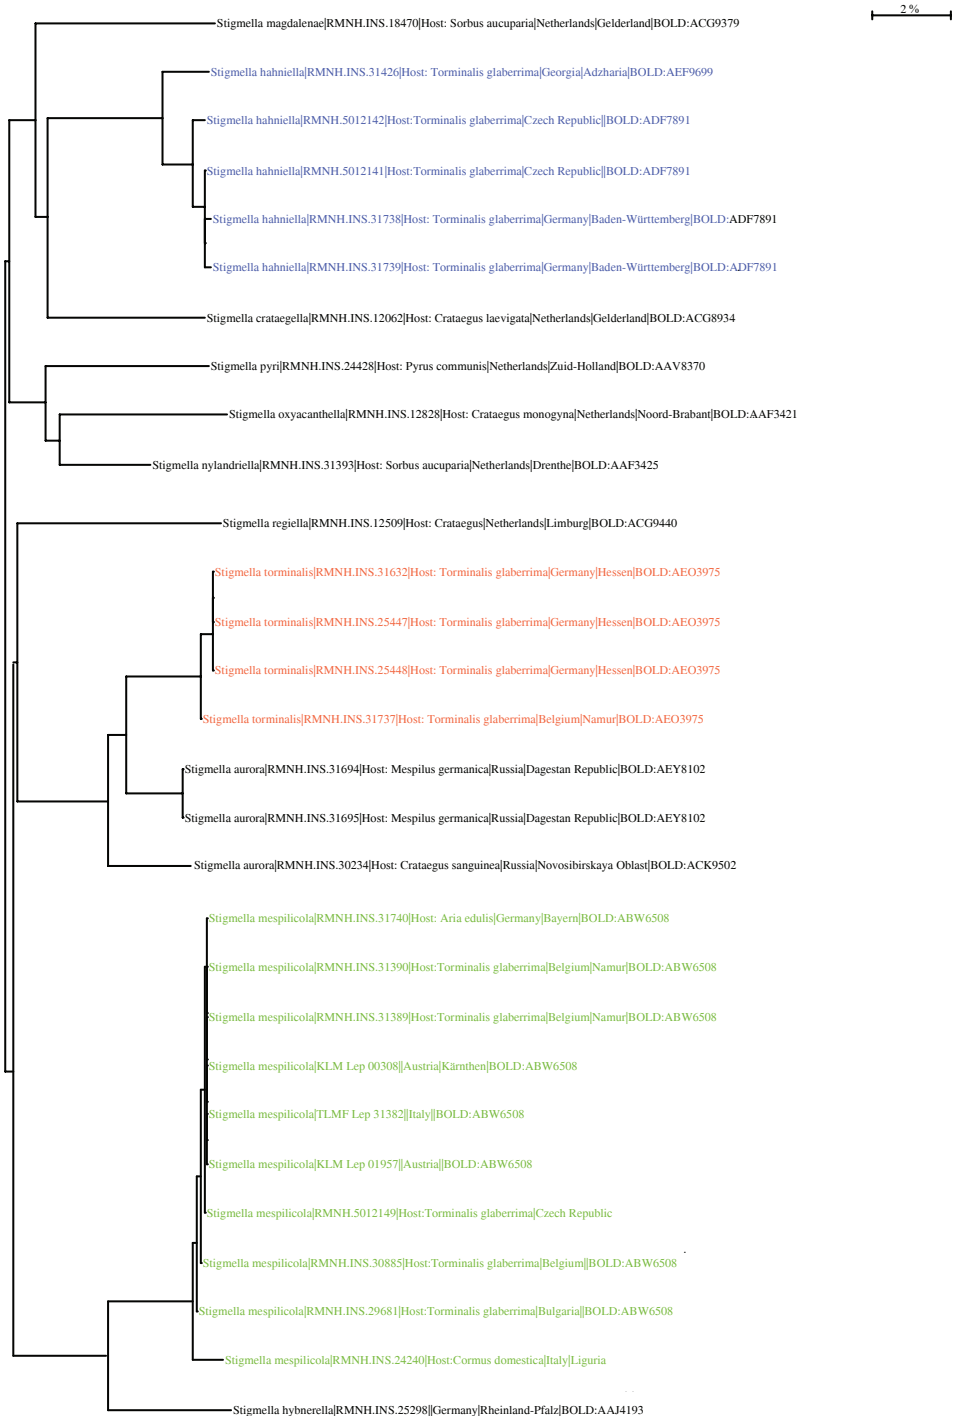 2 %
Stigmella magdalenae|RMNH.INS.18470|Host: Sorbus aucuparia|Netherlands|Gelderland|BOLD:ACG9379
Stigmella hahniella|RMNH.INS.31426|Host: Torminalis glaberrima|Georgia|Adzharia|BOLD:AEF9699
Stigmella hahniella|RMNH.5012142|Host:Torminalis glaberrima|Czech Republic||BOLD:ADF7891
Stigmella hahniella|RMNH.5012141|Host:Torminalis glaberrima|Czech Republic||BOLD:ADF7891
Stigmella hahniella|RMNH.INS.31738|Host: Torminalis glaberrima|Germany|Baden-Württemberg|BOLD:ADF7891
Stigmella hahniella|RMNH.INS.31739|Host: Torminalis glaberrima|Germany|Baden-Württemberg|BOLD:ADF7891
Stigmella crataegella|RMNH.INS.12062|Host: Crataegus laevigata|Netherlands|Gelderland|BOLD:ACG8934
Stigmella pyri|RMNH.INS.24428|Host: Pyrus communis|Netherlands|Zuid-Holland|BOLD:AAV8370
Stigmella oxyacanthella|RMNH.INS.12828|Host: Crataegus monogyna|Netherlands|Noord-Brabant|BOLD:AAF3421
Stigmella nylandriella|RMNH.INS.31393|Host: Sorbus aucuparia|Netherlands|Drenthe|BOLD:AAF3425
Stigmella regiella|RMNH.INS.12509|Host: Crataegus|Netherlands|Limburg|BOLD:ACG9440
Stigmella torminalis|RMNH.INS.31632|Host: Torminalis glaberrima|Germany|Hessen|BOLD:AEO3975
Stigmella torminalis|RMNH.INS.25447|Host: Torminalis glaberrima|Germany|Hessen|BOLD:AEO3975
Stigmella torminalis|RMNH.INS.25448|Host: Torminalis glaberrima|Germany|Hessen|BOLD:AEO3975
Stigmella torminalis|RMNH.INS.31737|Host: Torminalis glaberrima|Belgium|Namur|BOLD:AEO3975
Stigmella aurora|RMNH.INS.31694|Host: Mespilus germanica|Russia|Dagestan Republic|BOLD:AEY8102
Stigmella aurora|RMNH.INS.31695|Host: Mespilus germanica|Russia|Dagestan Republic|BOLD:AEY8102
Stigmella aurora|RMNH.INS.30234|Host: Crataegus sanguinea|Russia|Novosibirskaya Oblast|BOLD:ACK9502
Stigmella mespilicola|RMNH.INS.31740|Host: Aria edulis|Germany|Bayern|BOLD:ABW6508
Stigmella mespilicola|RMNH.INS.31390|Host:Torminalis glaberrima|Belgium|Namur|BOLD:ABW6508
Stigmella mespilicola|RMNH.INS.31389|Host:Torminalis glaberrima|Belgium|Namur|BOLD:ABW6508
Stigmella mespilicola|KLM Lep 00308||Austria|Kärnthen|BOLD:ABW6508
Stigmella mespilicola|TLMF Lep 31382||Italy||BOLD:ABW6508
Stigmella mespilicola|KLM Lep 01957||Austria||BOLD:ABW6508
Stigmella mespilicola|RMNH.5012149|Host:Torminalis glaberrima|Czech Republic
Stigmella mespilicola|RMNH.INS.30885|Host:Torminalis glaberrima|Belgium||BOLD:ABW6508
Stigmella mespilicola|RMNH.INS.29681|Host:Torminalis glaberrima|Bulgaria||BOLD:ABW6508
Stigmella mespilicola|RMNH.INS.24240|Host:Cormus domestica|Italy|Liguria
Stigmella hybnerella|RMNH.INS.25298||Germany|Rheinland-Pfalz|BOLD:AAJ4193